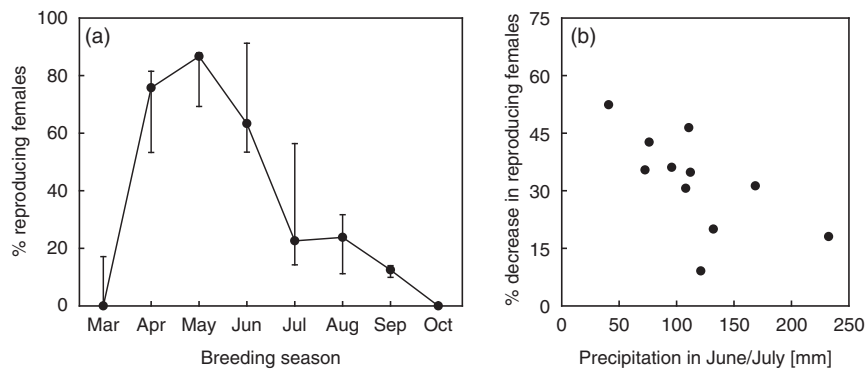 (a)
% reproducing females
100
80
60
40
20
0
Mar Apr May Jun Jul Aug Sep Oct
Breeding season
(b)
% decrease in reproducing females
75
60
45
30
15
0
0 50 100 150 200 250
Precipitation in June/July [mm]